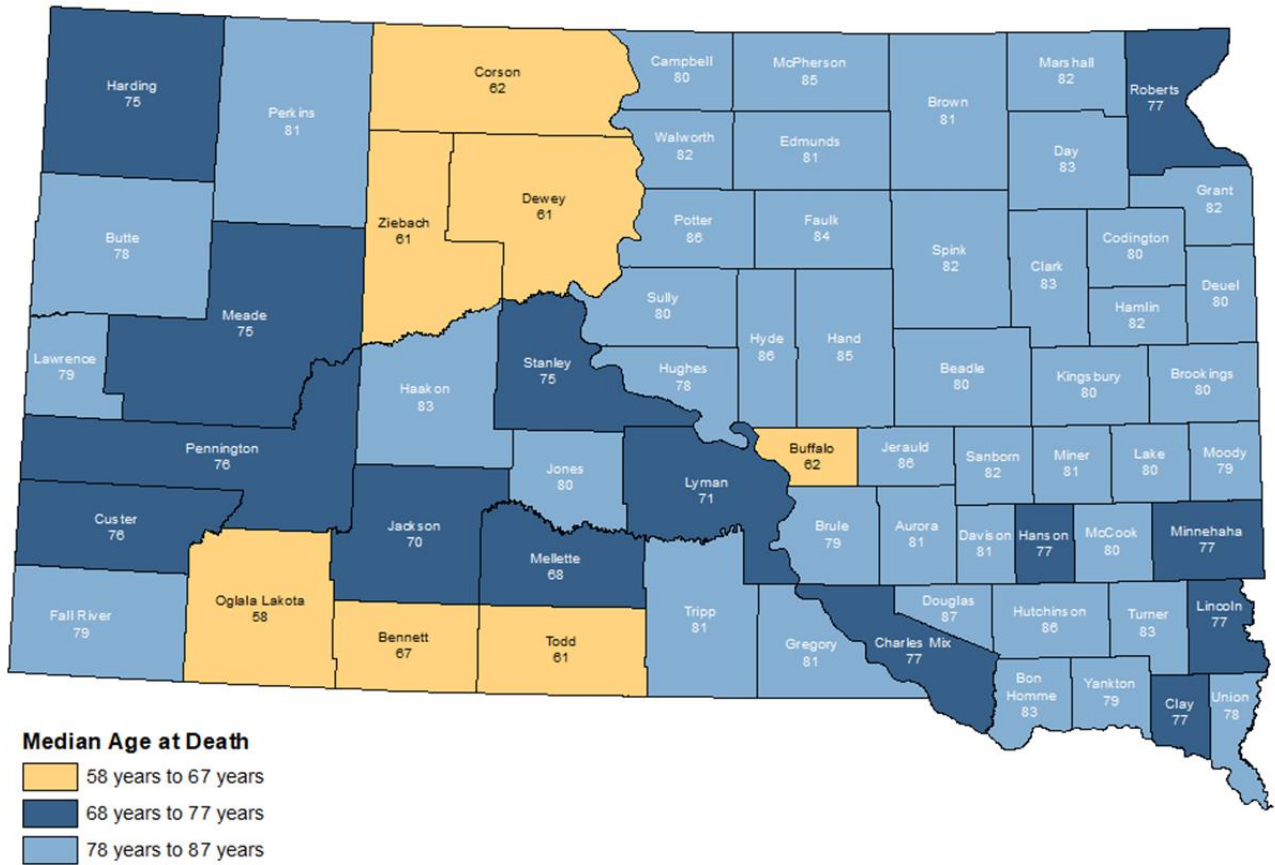 Harding
75
Perkins
81
Corson
62
Campbell
80
McPherson
85
Brown
81
Marshall
82
Roberts
77
Walworth
82
Edmunds
81
Day
83
Grant
82
Butte
78
Ziebach
61
Dewey
61
Potter
86
Faulk
84
Spink
82
Clark
83
Codington
80
Deuel
80
Hamlin
82
Meade
75
Sully
80
Hyde
86
Hand
85
Lawrence
79
Haakon
83
Stanley
75
Hughes
78
Beadle
80
Kingsbury
80
Brookings
80
Pennington
76
Jones
80
Lyman
71
Buffalo
62
Jerauld
86
Sanborn
82
Miner
81
Lake
80
Moody
79
Custer
76
Jackson
70
Mellette
68
Brule
79
Aurora
81
Davison
81
Hanson
77
McCook
80
Minnehaha
77
Fall River
79
Oglala Lakota
58
Bennett
67
Todd
61
Tripp
81
Gregory
81
Charles Mix
77
Douglas
87
Hutchinson
86
Turner
83
Lincoln
77
Bon
Homme
83
Yankton
79
Clay
77
Union
78
Median Age at Death
58 years to 67 years
68 years to 77 years
78 years to 87 years